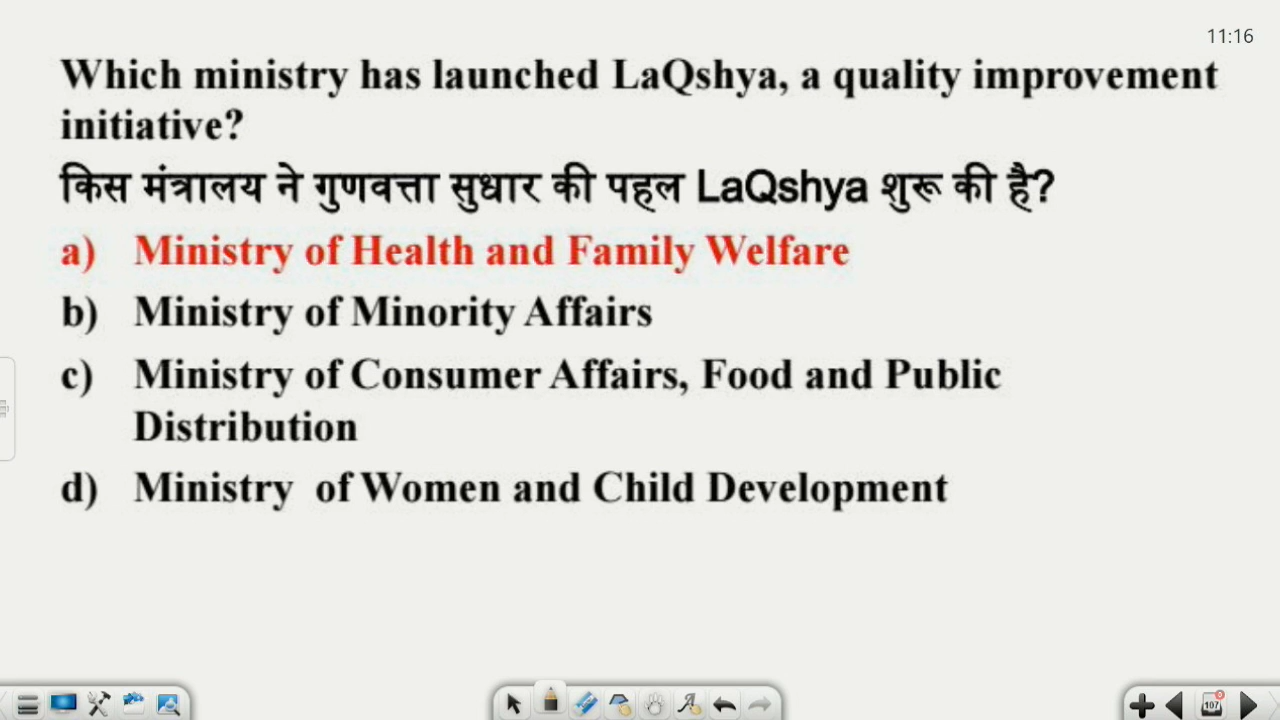 11:16
Which ministry has launched LaQshya, a quality improvement
initiative?
किस मंत्रालय ने गुणवत्ता सुधार की पहल LaQshya शुरू की है?
a) Ministry of Health and Family Welfare
b) Ministry of Minority Affairs
c) Ministry of Consumer Affairs, Food and Public
Distribution
d) Ministry of Women and Child Development
107